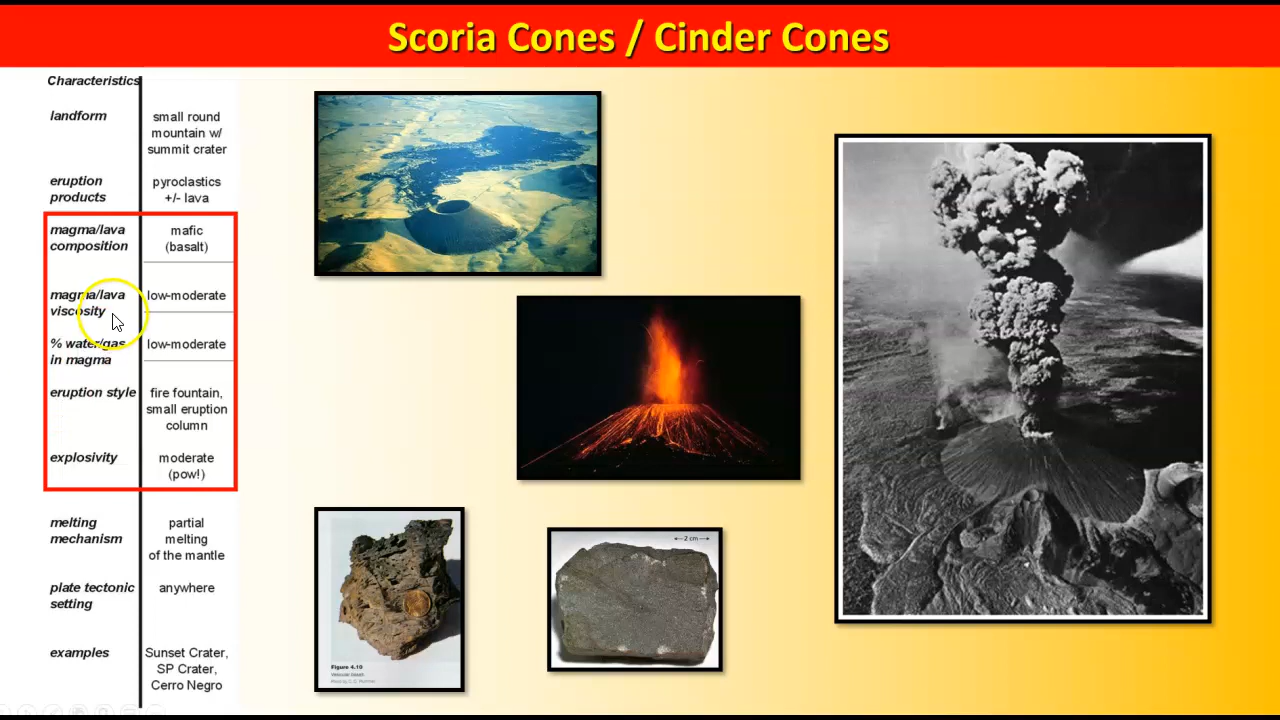 Scoria Cones / Cinder Cones
Characteristics
landform
small round
mountain w/
summit crater
eruption
products
pyroclastics
+/- lava
magma/lava
composition
mafic
(basalt)
magma/lava
viscosity
low-moderate
% water/gas
in magma
low-moderate
eruption style
fire fountain,
small eruption
column
explosivity
moderate
(pow!)
melting
mechanism
partial
melting
of the mantle
plate tectonic
setting
anywhere
examples
Sunset Crater,
SP Crater,
Cerro Negro
2 cm
Figure 4.10